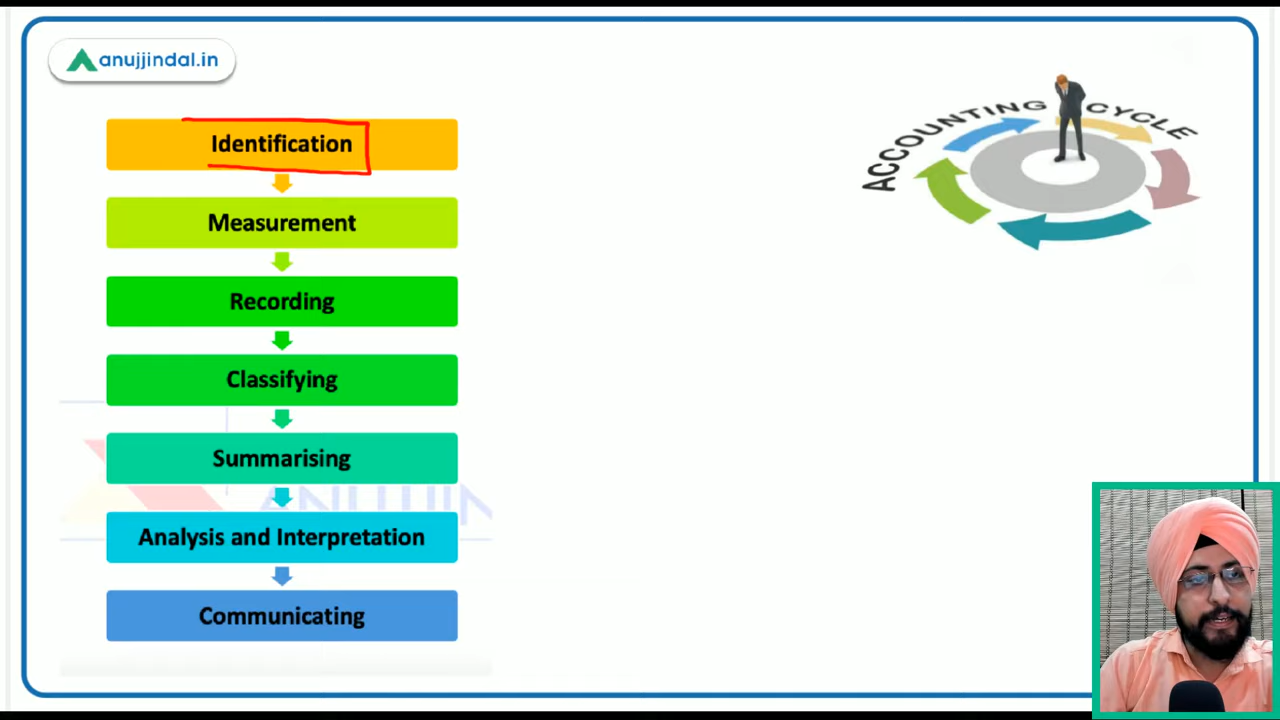 anujjindal.in
ACCOUNTING CYCLE
Identification
Measurement
Recording
Classifying
Summarising
Analysis and Interpretation
Communicating